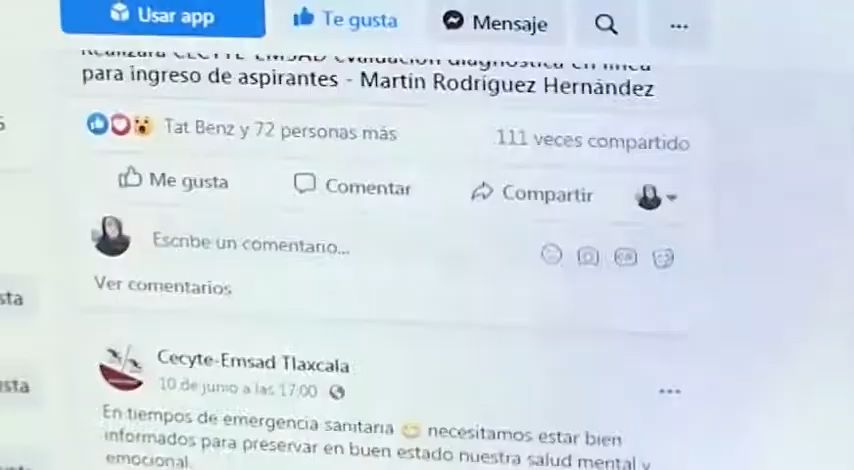 Usar app
Te gusta
Mensaje
...
Realizará CECYTE-EMSAD evaluación diagnóstica en línea
para ingreso de aspirantes - Martín Rodríguez Hernández
Tat Benz y 72 personas más
111 veces compartido
Me gusta
Comentar
Compartir
Escribe un comentario...
Ver comentarios
sta
Cecyte-Emsad Tlaxcala
10 de junio a las 17:00
...
usta
En tiempos de emergencia sanitaria necesitamos estar bien
informados para preservar en buen estado nuestra salud mental y
emocional.